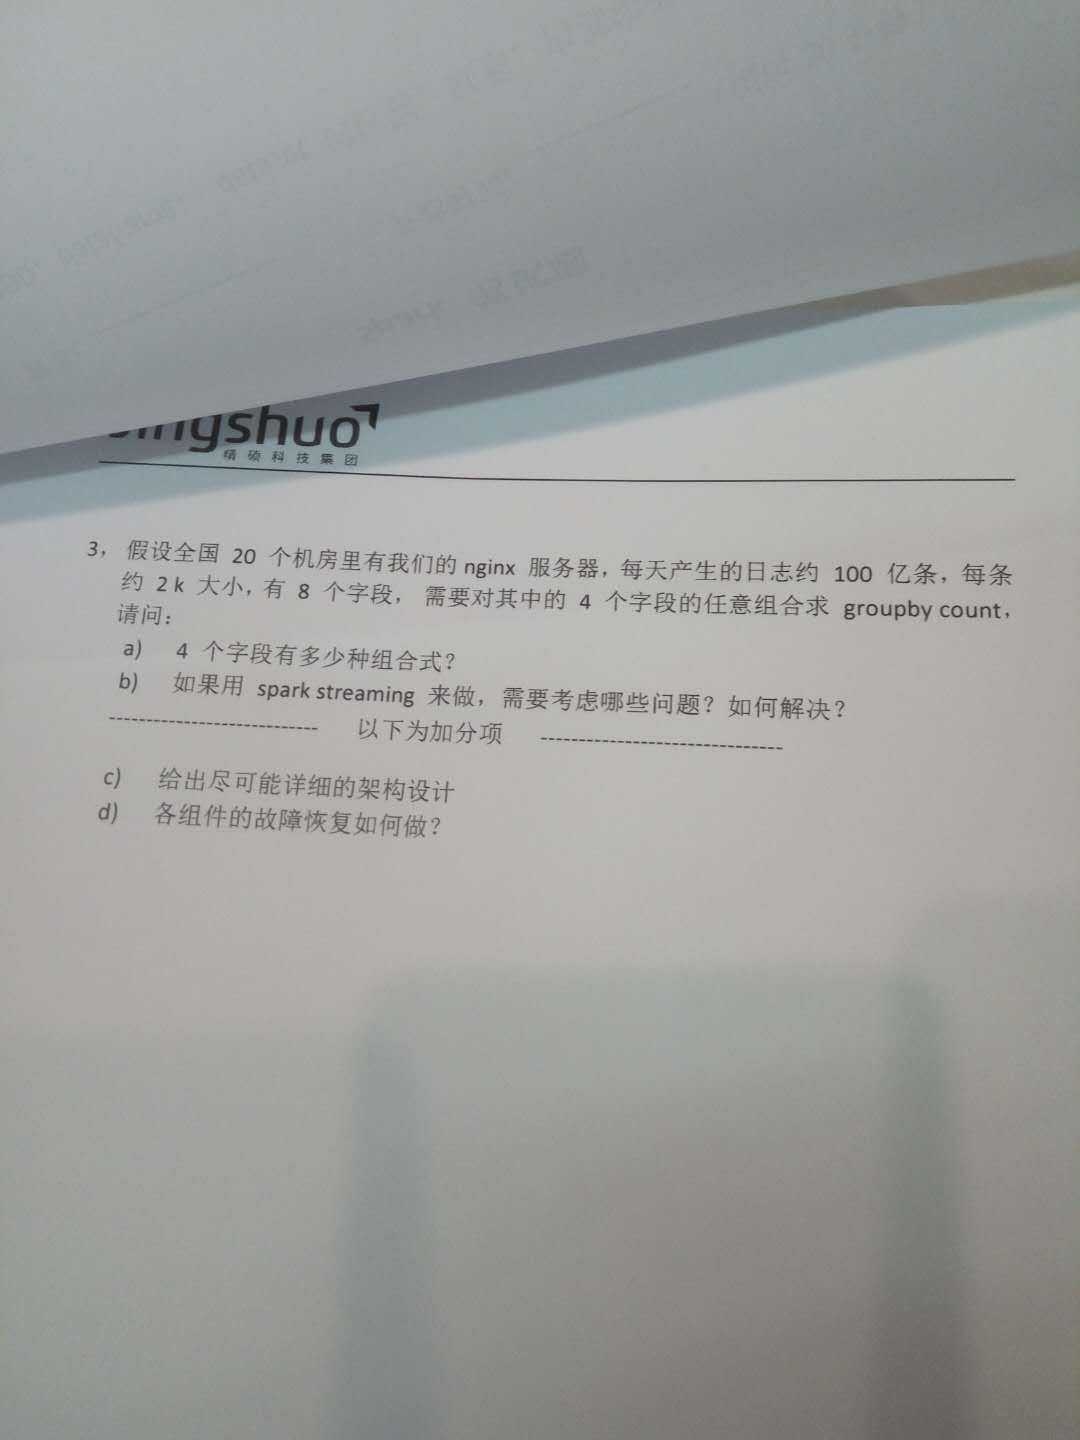 ingshuo
精硕科技集团
3， 假设全国 20 个机房里有我们的 nginx 服务器，每天产生的日志约 100 亿条，每条
约 2 k 大小，有 8 个字段， 需要对其中的 4 个字段的任意组合求 groupby count，
请问：
a) 4 个字段有多少种组合式？
b) 如果用 spark streaming 来做，需要考虑哪些问题？如何解决？
---------------------------- 以下为加分项 --------------------------------
c) 给出尽可能详细的架构设计
d) 各组件的故障恢复如何做？